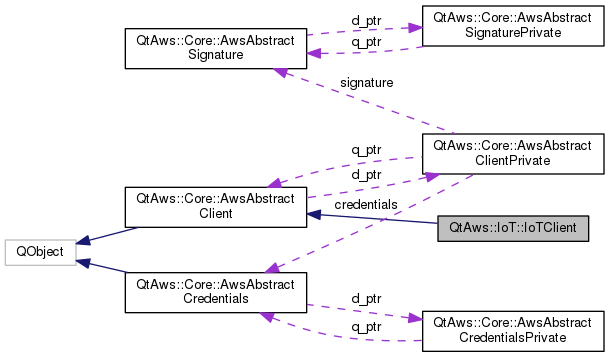 QtAws::Core::AwsAbstract
Signature
d_ptr
q_ptr
QtAws::Core::AwsAbstract
SignaturePrivate
signature
QtAws::Core::AwsAbstract
ClientPrivate
q_ptr
d_ptr
QtAws::Core::AwsAbstract
Client
credentials
QtAws::IoT::IoTClient
QObject
QtAws::Core::AwsAbstract
Credentials
d_ptr
q_ptr
QtAws::Core::AwsAbstract
CredentialsPrivate